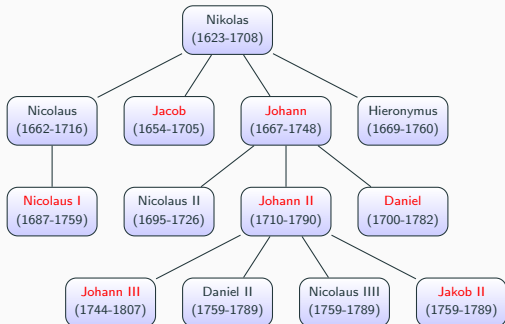 Nikolas
(1623-1708)
Nicolaus
(1662-1716)
Jacob
(1654-1705)
Johann
(1667-1748)
Hieronymus
(1669-1760)
Nicolaus I
(1687-1759)
Nicolaus II
(1695-1726)
Johann II
(1710-1790)
Daniel
(1700-1782)
Johann III
(1744-1807)
Daniel II
(1759-1789)
Nicolaus IIII
(1759-1789)
Jakob II
(1759-1789)